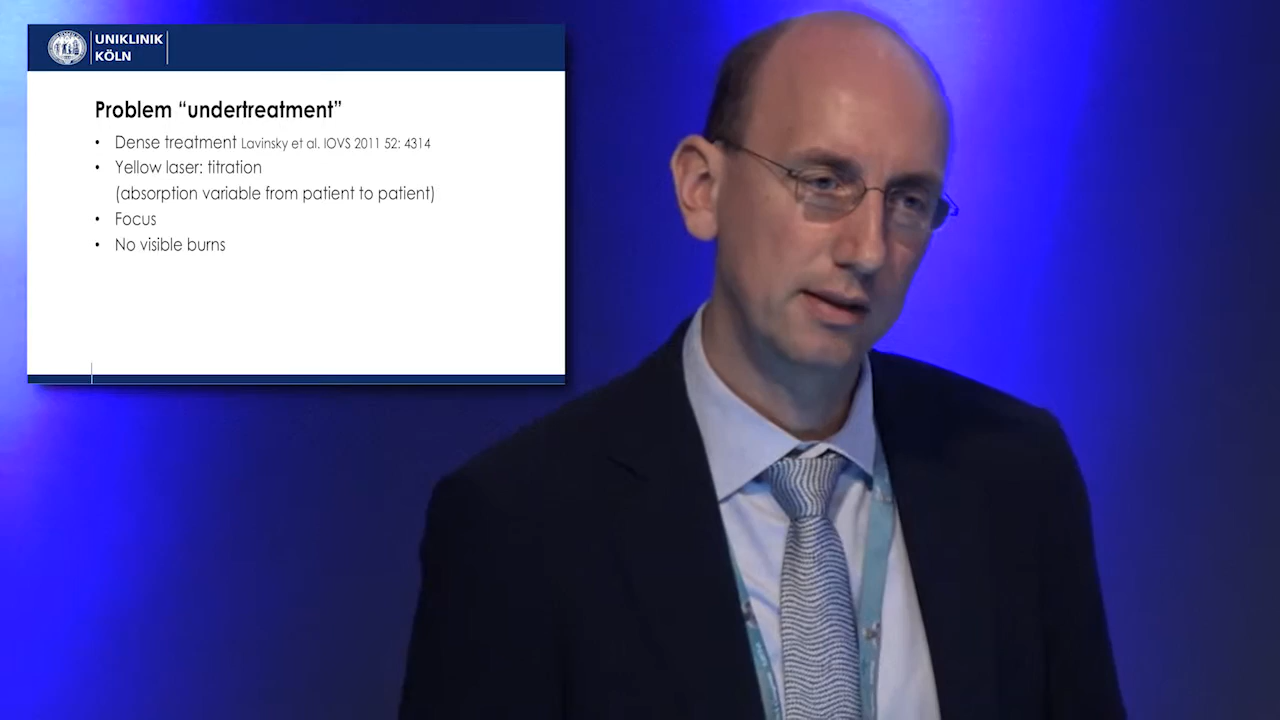 UNIKLINIK
KÖLN
Problem “undertreatment”
• Dense treatment Lavinsky et al. IOVS 2011 52: 4314
• Yellow laser: titration
(absorption variable from patient to patient)
• Focus
• No visible burns